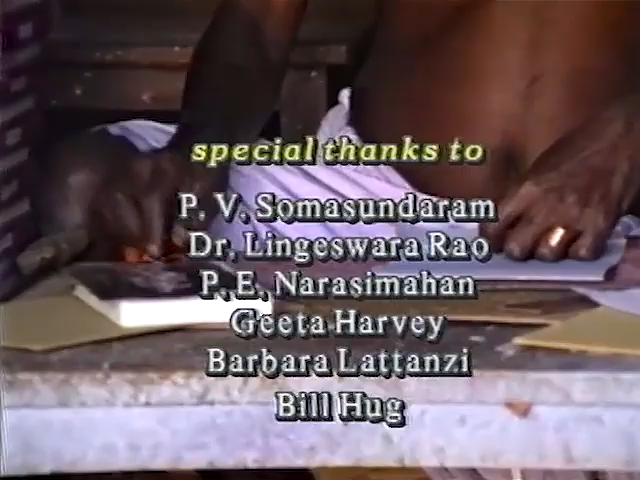 special thanks to
P. V. Somasundaram
Dr. Lingeswara Rao
P. E. Narasimahan
Geeta Harvey
Barbara Lattanzi
Bill Hug